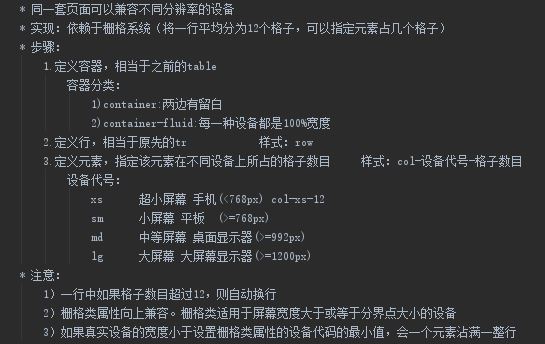 * 同一套页面可以兼容不同分辨率的设备
* 实现：依赖于栅格系统（将一行平均分为12个格子，可以指定元素占几个格子）
* 步骤：
1.定义容器，相当于之前的table
容器分类：
1)container:两边有留白
2)container-fluid:每一种设备都是100%宽度
2.定义行，相当于原先的tr 样式：row
3.定义元素，指定该元素在不同设备上所占的格子数目 样式：col-设备代号-格子数目
设备代号：
xs 超小屏幕 手机(<768px) col-xs-12
sm 小屏幕 平板 (>=768px)
md 中等屏幕 桌面显示器(>=992px)
lg 大屏幕 大屏显示器(>=1200px)
* 注意：
1）一行中如果格子数目超过12，则自动换行
2）栅格类属性向上兼容。栅格类适用于屏幕宽度大于或等于分界点大小的设备
3）如果真实设备的宽度小于设置栅格类属性的设备代码的最小值，会一个元素沾满一整行